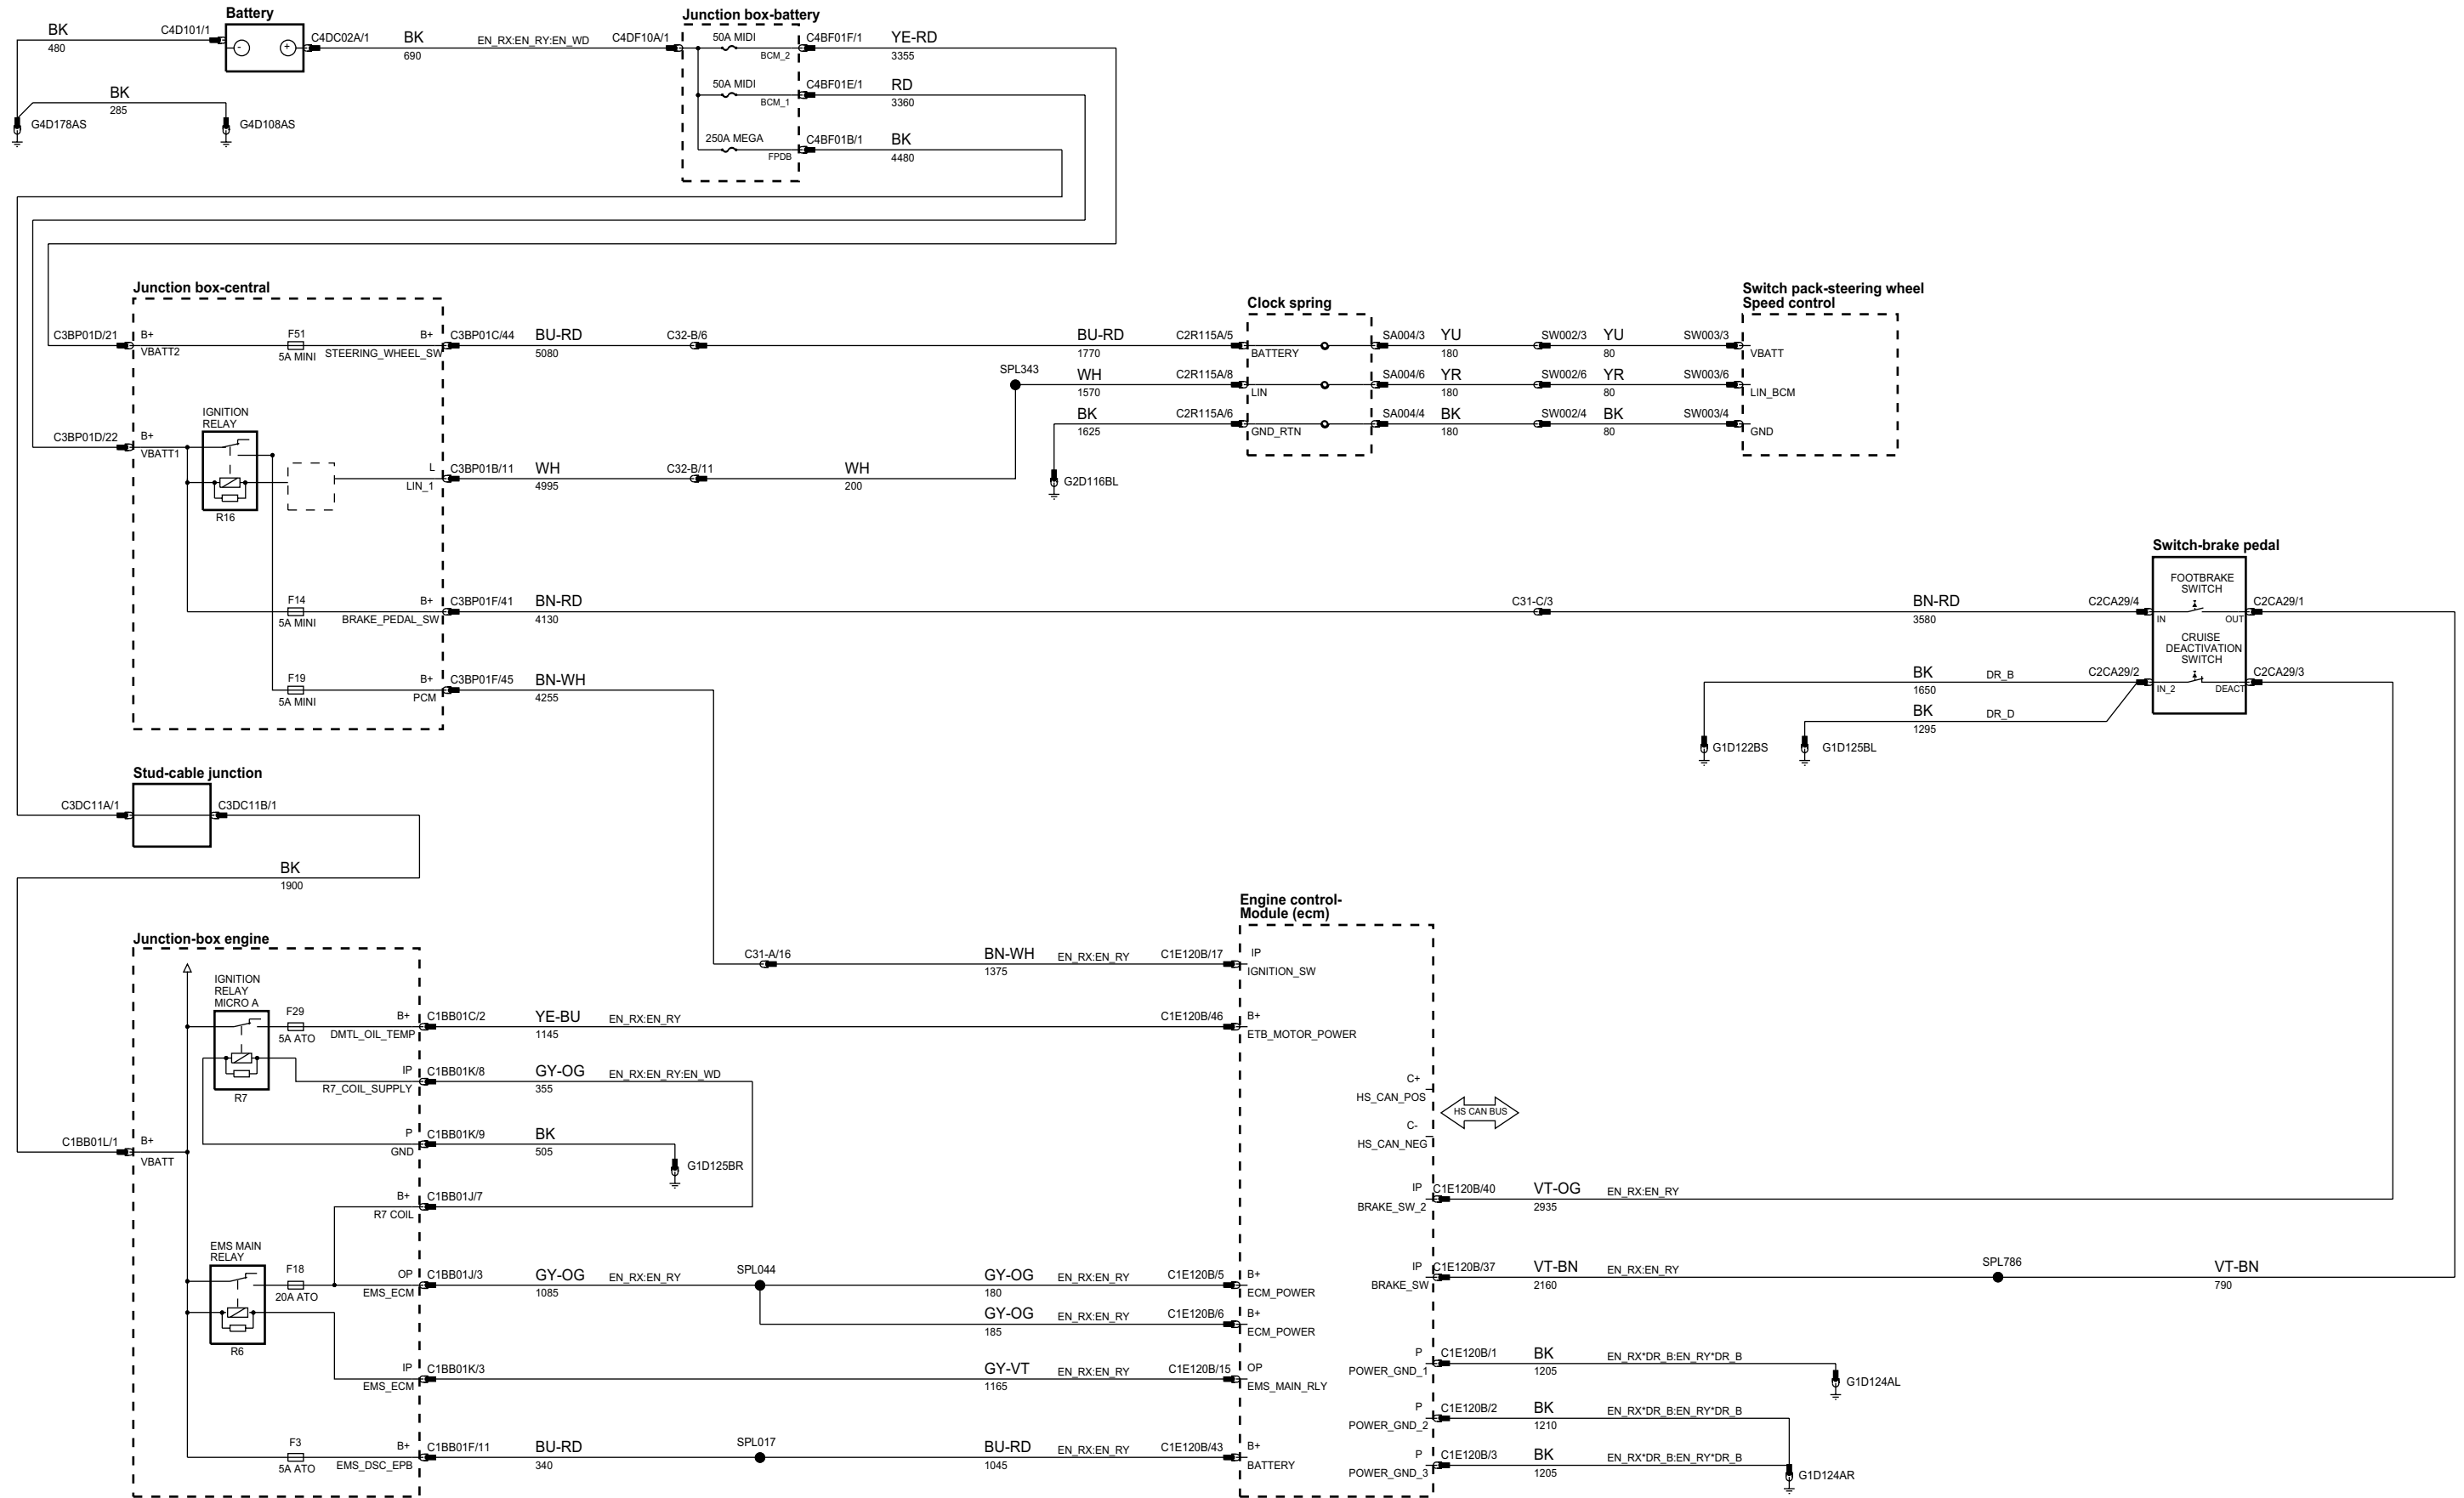 Battery
Junction box-battery
BK
480
C4D101/1
-
+
C4DC02A/1
BK
690
EN_RX:EN_RY:EN_WD
C4DF10A/1
50A MIDI
BCM_2
C4BF01F/1
YE-RD
3355
BK
285
G4D178AS
G4D108AS
50A MIDI
BCM_1
C4BF01E/1
RD
3360
250A MEGA
FPDB
C4BF01B/1
BK
4480
Junction box-central
Clock spring
Switch pack-steering wheel
Speed control
C3BP01D/21
B+
VBATT2
F51
5A MINI
B+
STEERING_WHEEL_SW
C3BP01C/44
BU-RD
5080
C32-B/6
BU-RD
1770
C2R115A/5
BATTERY
SA004/3
YU
180
SW002/3
YU
80
SW003/3
VBATT
SPL343
WH
1570
C2R115A/8
LIN
SA004/6
YR
180
SW002/6
YR
80
SW003/6
LIN_BCM
BK
1625
C2R115A/6
GND_RTN
SA004/4
BK
180
SW002/4
BK
80
SW003/4
GND
IGNITION
RELAY
C3BP01D/22
B+
VBATT1
R16
L
LIN_1
C3BP01B/11
WH
4995
C32-B/11
WH
200
G2D116BL
Switch-brake pedal
FOOTBRAKE
SWITCH
F14
5A MINI
B+
BRAKE_PEDAL_SW
C3BP01F/41
BN-RD
4130
C31-C/3
BN-RD
3580
C2CA29/4
IN
OUT
C2CA29/1
CRUISE
DEACTIVATION
SWITCH
F19
5A MINI
B+
PCM
C3BP01F/45
BN-WH
4255
BK
1650
DR_B
C2CA29/2
IN_2
DEACT
C2CA29/3
BK
1295
DR_D
G1D122BS
G1D125BL
Stud-cable junction
C3DC11A/1
C3DC11B/1
BK
1900
Engine control-
Module (ecm)
Junction-box engine
C31-A/16
BN-WH
1375
EN_RX:EN_RY
C1E120B/17
IP
IGNITION_SW
IGNITION
RELAY
MICRO A
F29
5A ATO
B+
DMTL_OIL_TEMP
C1BB01C/2
YE-BU
1145
EN_RX:EN_RY
C1E120B/46
B+
ETB_MOTOR_POWER
R7
IP
R7_COIL_SUPPLY
C1BB01K/8
GY-OG
355
EN_RX:EN_RY:EN_WD
C+
HS_CAN_POS
HS CAN BUS
C-
HS_CAN_NEG
C1BB01L/1
B+
VBATT
P
GND
C1BB01K/9
BK
505
G1D125BR
B+
R7 COIL
C1BB01J/7
IP
BRAKE_SW_2
C1E120B/40
VT-OG
2935
EN_RX:EN_RY
EMS MAIN
RELAY
F18
20A ATO
R6
OP
EMS_ECM
C1BB01J/3
GY-OG
1085
EN_RX:EN_RY
SPL044
GY-OG
180
EN_RX:EN_RY
C1E120B/5
B+
ECM_POWER
IP
BRAKE_SW
C1E120B/37
VT-BN
2160
EN_RX:EN_RY
SPL786
VT-BN
790
GY-OG
185
EN_RX:EN_RY
C1E120B/6
B+
ECM_POWER
IP
EMS_ECM
C1BB01K/3
GY-VT
1165
EN_RX:EN_RY
C1E120B/15
OP
EMS_MAIN_RLY
P
POWER_GND_1
C1E120B/1
BK
1205
EN_RX*DR_B:EN_RY*DR_B
G1D124AL
P
POWER_GND_2
C1E120B/2
BK
1210
EN_RX*DR_B:EN_RY*DR_B
F3
5A ATO
B+
EMS_DSC_EPB
C1BB01F/11
BU-RD
340
SPL017
BU-RD
1045
EN_RX:EN_RY
C1E120B/43
B+
BATTERY
P
POWER_GND_3
C1E120B/3
BK
1205
EN_RX*DR_B:EN_RY*DR_B
G1D124AR